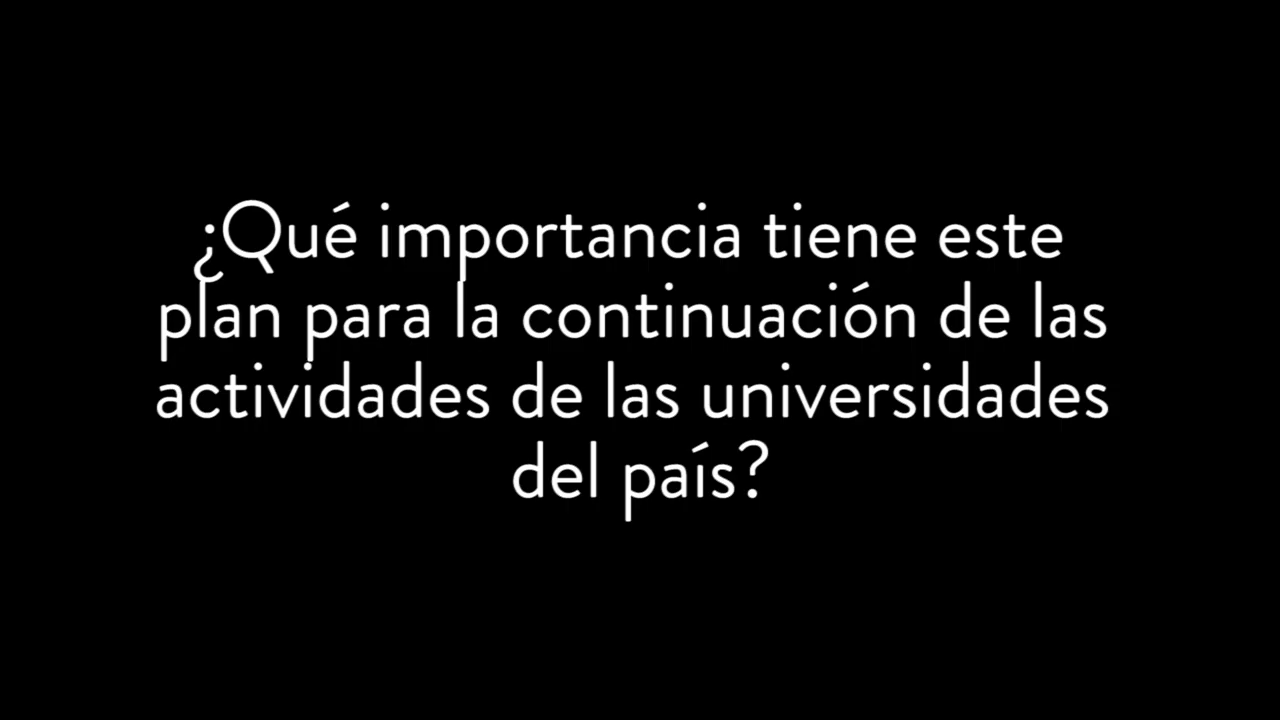 ¿Qué importancia tiene este
plan para la continuación de las
actividades de las universidades
del país?